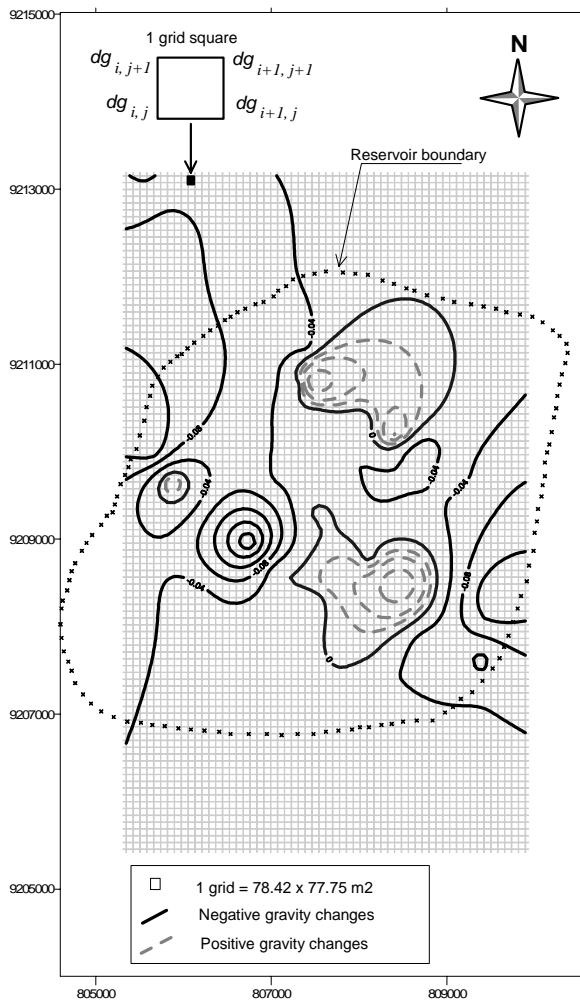 9215000
1 grid square
N
dg i, j+1
dg i+1, j+1
dg i, j
dg i+1, j
Reservoir boundary
9213000
-0.04
9211000
0
-0.08
-0.04
-0.04
-0.04
9209000
-0.08
-0.08
-0.04
0
9207000
9205000
1 grid = 78.42 x 77.75 m2
Negative gravity changes
Positive gravity changes
805000
807000
809000